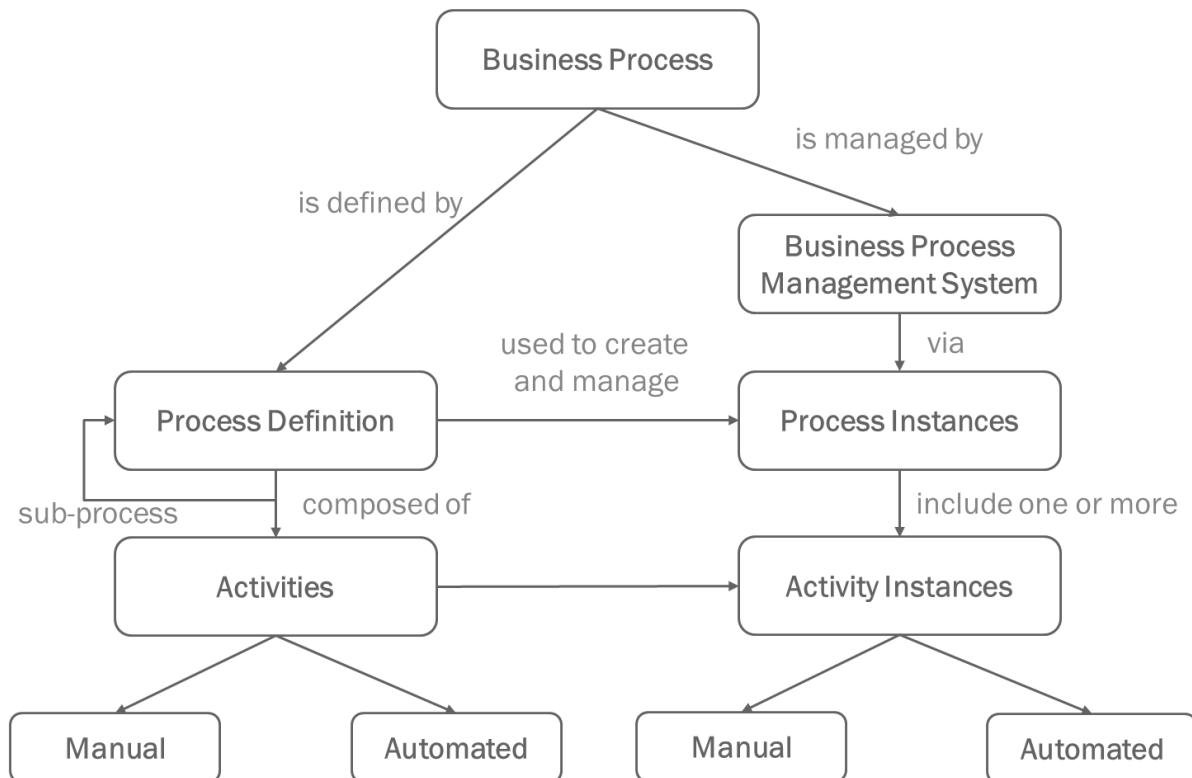 Business Process
is managed by
is defined by
Business Process
Management System
used to create
and manage
via
Process Definition
Process Instances
sub-process
composed of
include one or more
Activities
Activity Instances
Manual
Automated
Manual
Automated